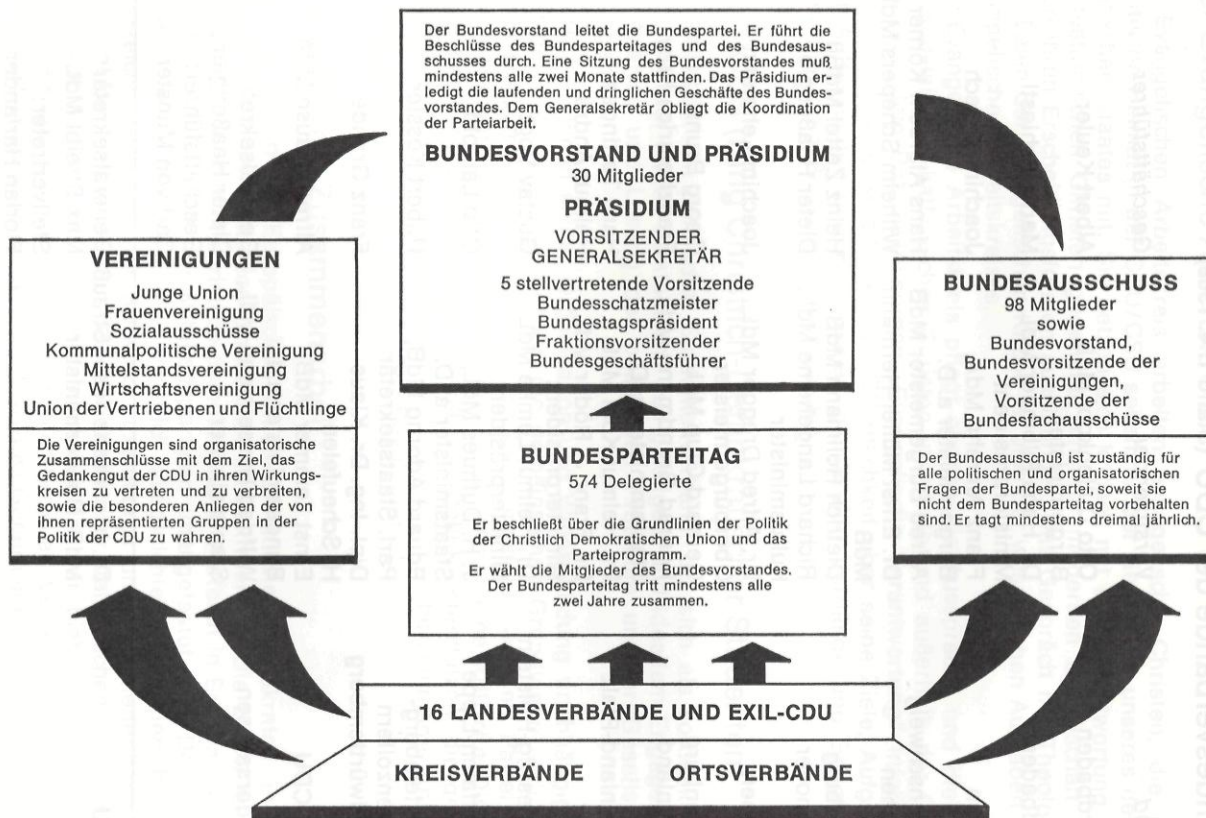 Der Bundesvorstand leitet die Bundespartei. Er führt die
Beschlüsse des Bundesparteitages und des Bundesaus-
schusses durch. Eine Sitzung des Bundesvorstandes muß
mindestens alle zwei Monate stattfinden. Das Präsidium er-
ledigt die laufenden und dringlichen Geschäfte des Bundes-
vorstandes. Dem Generalsekretär obliegt die Koordination
der Parteiarbeit.
BUNDESVORSTAND UND PRÄSIDIUM
30 Mitglieder
PRÄSIDIUM
VORSITZENDER
GENERALSEKRETÄR
5 stellvertretende Vorsitzende
Bundesschatzmeister
Bundestagspräsident
Fraktionsvorsitzender
Bundesgeschäftsführer
VEREINIGUNGEN
Junge Union
Frauenvereinigung
Sozialausschüsse
Kommunalpolitische Vereinigung
Mittelstandsvereinigung
Wirtschaftsvereinigung
Union der Vertriebenen und Flüchtlinge
Die Vereinigungen sind organisatorische
Zusammenschlüsse mit dem Ziel, das
Gedankengut der CDU in ihren Wirkungs-
kreisen zu vertreten und zu verbreiten,
sowie die besonderen Anliegen der von
ihnen repräsentierten Gruppen in der
Politik der CDU zu wahren.
BUNDESPARTEITAG
574 Delegierte
Er beschließt über die Grundlinien der Politik
der Christlich Demokratischen Union und das
Parteiprogramm.
Er wählt die Mitglieder des Bundesvorstandes.
Der Bundesparteitag tritt mindestens alle
zwei Jahre zusammen.
BUNDESAUSSCHUSS
98 Mitglieder
sowie
Bundesvorstand,
Bundesvorsitzende der
Vereinigungen,
Vorsitzende der
Bundesfachausschüsse
Der Bundesausschuß ist zuständig für
alle politischen und organisatorischen
Fragen der Bundespartei, soweit sie
nicht dem Bundesparteitag vorbehalten
sind. Er tagt mindestens dreimal jährlich.
16 LANDESVERBÄNDE UND EXIL-CDU
KREISVERBÄNDE ORTSVERBÄNDE